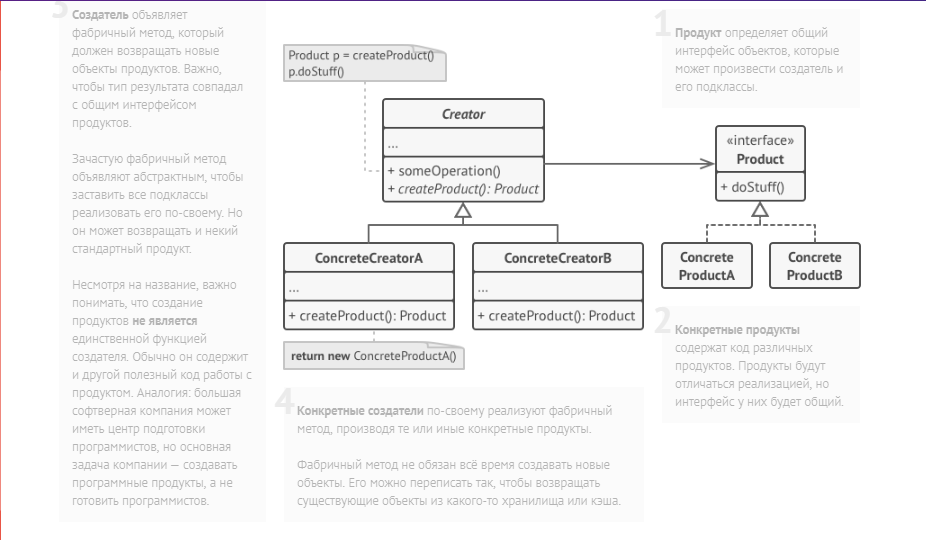 3
Создатель объявляет
фабричный метод, который
должен возвращать новые
объекты продуктов. Важно,
чтобы тип результата совпадал
с общим интерфейсом
продуктов.
Зачастую фабричный метод
объявляют абстрактным, чтобы
заставить все подклассы
реализовать его по-своему. Но
он может возвращать и некий
стандартный продукт.
Несмотря на название, важно
понимать, что создание
продуктов не является
единственной функцией
создателя. Обычно он содержит
и другой полезный код работы с
продуктом. Аналогия: большая
софтверная компания может
иметь центр подготовки
программистов, но основная
задача компании — создавать
программные продукты, а не
готовить программистов.
Product p = createProduct()
p.doStuff()
Creator
...
+ someOperation()
+ createProduct(): Product
ConcreteCreatorA
...
+ createProduct(): Product
ConcreteCreatorB
...
+ createProduct(): Product
return new ConcreteProductA()
4
Конкретные создатели по-своему реализуют фабричный
метод, производя те или иные конкретные продукты.
Фабричный метод не обязан всё время создавать новые
объекты. Его можно переписать так, чтобы возвращать
существующие объекты из какого-то хранилища или кэша.
1
Продукт определяет общий
интерфейс объектов, которые
может произвести создатель и
его подклассы.
«interface»
Product
+ doStuff()
Concrete
ProductA
Concrete
ProductB
2
Конкретные продукты
содержат код различных
продуктов. Продукты будут
отличаться реализацией, но
интерфейс у них будет общий.